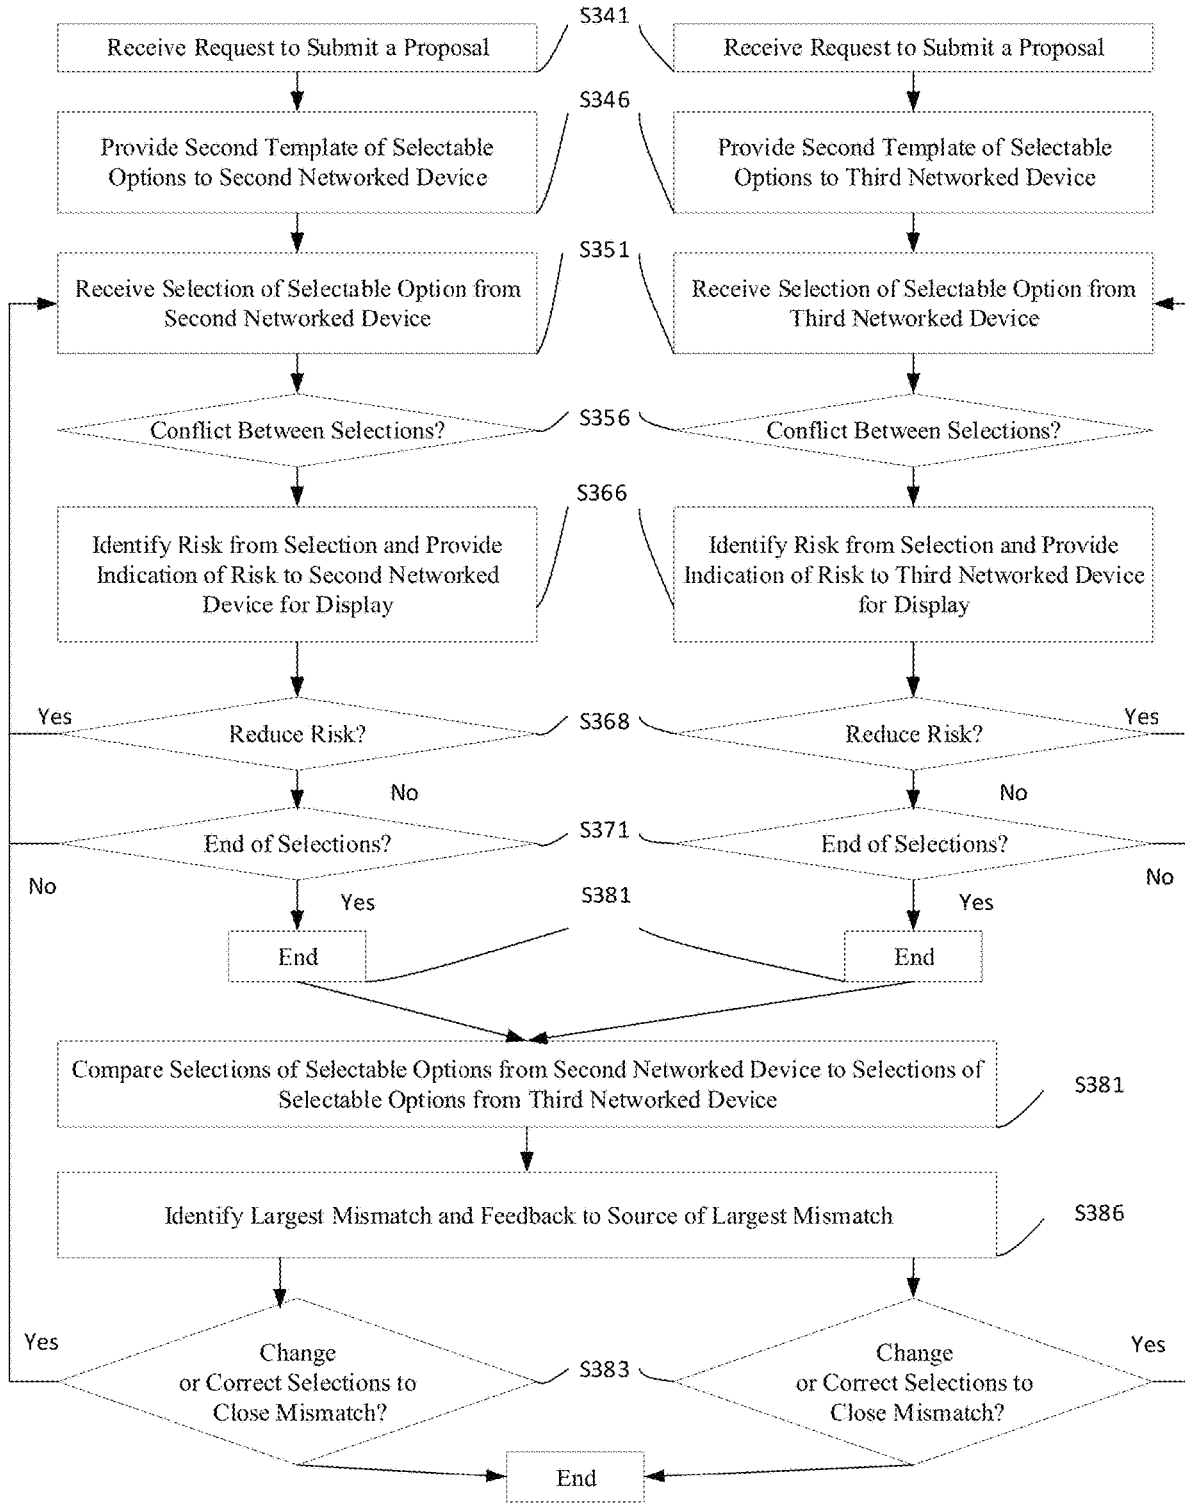 S341
Receive Request to Submit a Proposal
Receive Request to Submit a Proposal
S346
Provide Second Template of Selectable
Options to Second Networked Device
Provide Second Template of Selectable
Options to Third Networked Device
S351
Receive Selection of Selectable Option from
Second Networked Device
Receive Selection of Selectable Option from
Third Networked Device
S356
Conflict Between Selections?
Conflict Between Selections?
S366
Identify Risk from Selection and Provide
Indication of Risk to Second Networked
Device for Display
Identify Risk from Selection and Provide
Indication of Risk to Third Networked Device
for Display
Yes
Reduce Risk?
S368
Reduce Risk?
Yes
No
No
End of Selections?
S371
End of Selections?
No
Yes
S381
Yes
No
End
End
Compare Selections of Selectable Options from Second Networked Device to Selections of
Selectable Options from Third Networked Device
S381
Identify Largest Mismatch and Feedback to Source of Largest Mismatch
S386
Yes
Change
or Correct Selections to
Close Mismatch?
S383
Change
or Correct Selections to
Close Mismatch?
Yes
End